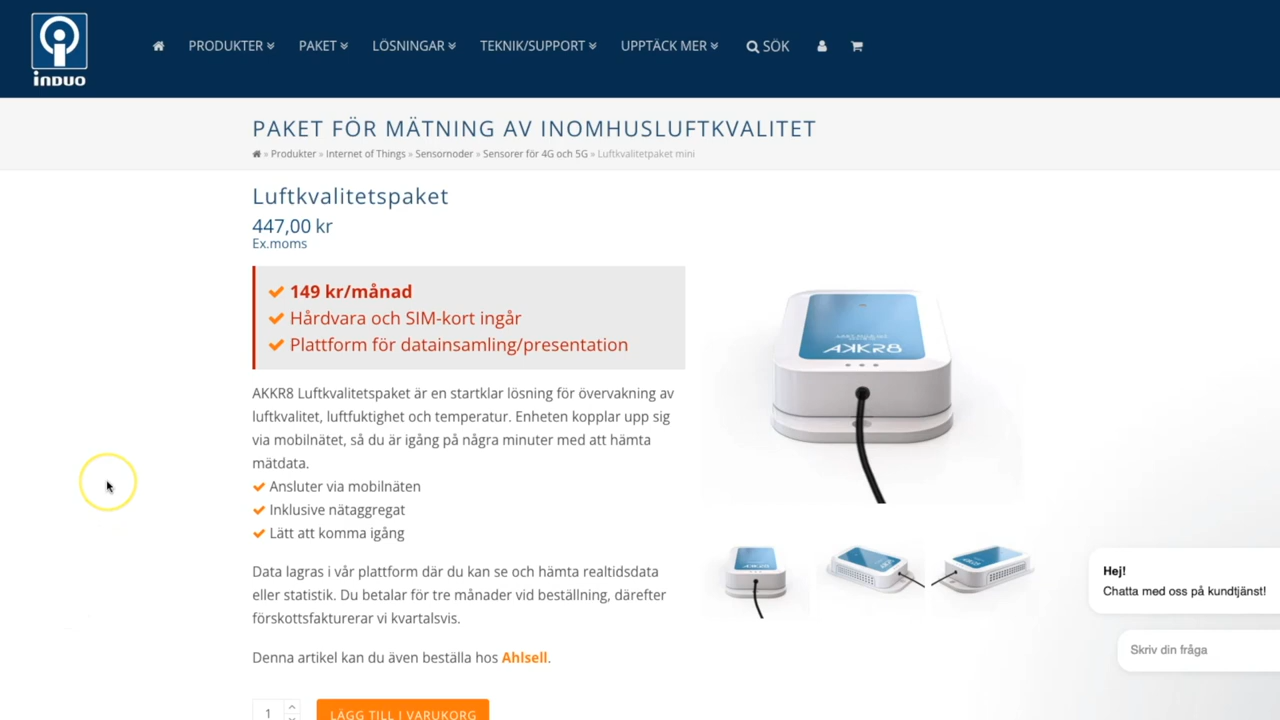 iNDUO
PRODUKTER
PAKET
LÖSNINGAR
TEKNIK/SUPPORT
UPPTÄCK MER
SÖK
PAKET FÖR MÄTNING AV INOMHUSLUFTKVALITET
» Produkter » Internet of Things » Sensornoder » Sensorer för 4G och 5G » Luftkvalitetpaket mini
Luftkvalitetspaket
447,00 kr
Ex.moms
149 kr/månad
Hårdvara och SIM-kort ingår
Plattform för datainsamling/presentation
AKKR8 Luftkvalitetspaket är en startklar lösning för övervakning av
luftkvalitet, luftfuktighet och temperatur. Enheten kopplar upp sig
via mobilnätet, så du är igång på några minuter med att hämta
mätdata.
Ansluter via mobilnäten
Inklusive nätaggregat
Lätt att komma igång
Data lagras i vår plattform där du kan se och hämta realtidsdata
eller statistik. Du betalar för tre månader vid beställning, därefter
förskottsfakturerar vi kvartalsvis.
Denna artikel kan du även beställa hos Ahlsell.
1
LÄGG TILL I VARUKORG
AKKR8
Hej!
Chatta med oss på kundtjänst!
Skriv din fråga